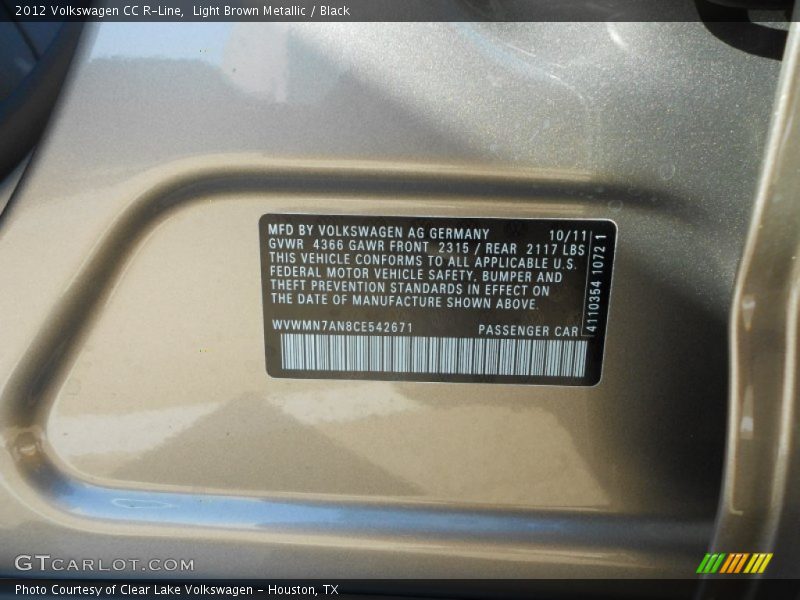 2012 Volkswagen CC R-Line, Light Brown Metallic / Black
MFD BY VOLKSWAGEN AG GERMANY 10/11
GVWR 4366 GAWR FRONT 2315 / REAR 2117 LBS
THIS VEHICLE CONFORMS TO ALL APPLICABLE U.S.
FEDERAL MOTOR VEHICLE SAFETY, BUMPER AND
THEFT PREVENTION STANDARDS IN EFFECT ON
THE DATE OF MANUFACTURE SHOWN ABOVE.
WVWMN7AN8CE542671 PASSENGER CAR
4110354 1072 1
GTCARLOT.COM
Photo Courtesy of Clear Lake Volkswagen - Houston, TX